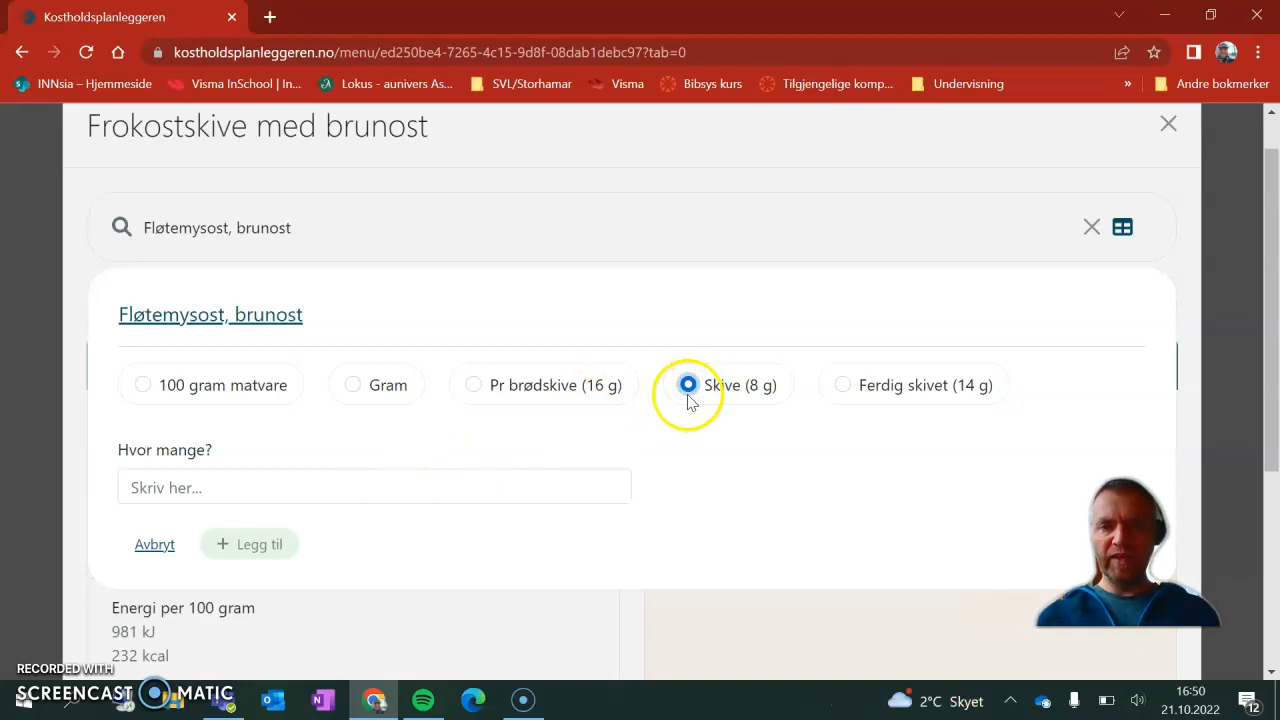 Kostholdsplanleggeren
kostholdsplanleggeren.no/menu/ed250be4-7265-4c15-9d8f-08dab1debc97?tab=0
INNsia – Hjemmeside
Visma InSchool | In...
Lokus - aunivers As...
SVL/Storhamar
Visma
Bibsys kurs
Tilgjengelige komp...
Undervisning
»
Andre bokmerker
Frokostskive med brunost
Fløtemysost, brunost
Fløtemysost, brunost
100 gram matvare
Gram
Pr brødskive (16 g)
Skive (8 g)
Ferdig skivet (14 g)
Hvor mange?
Skriv her...
Avbryt
+ Legg til
Energi per 100 gram
981 kJ
232 kcal
RECORDED WITH
SCREENCAST MATIC
2°C Skyet
16:50
21.10.2022
12